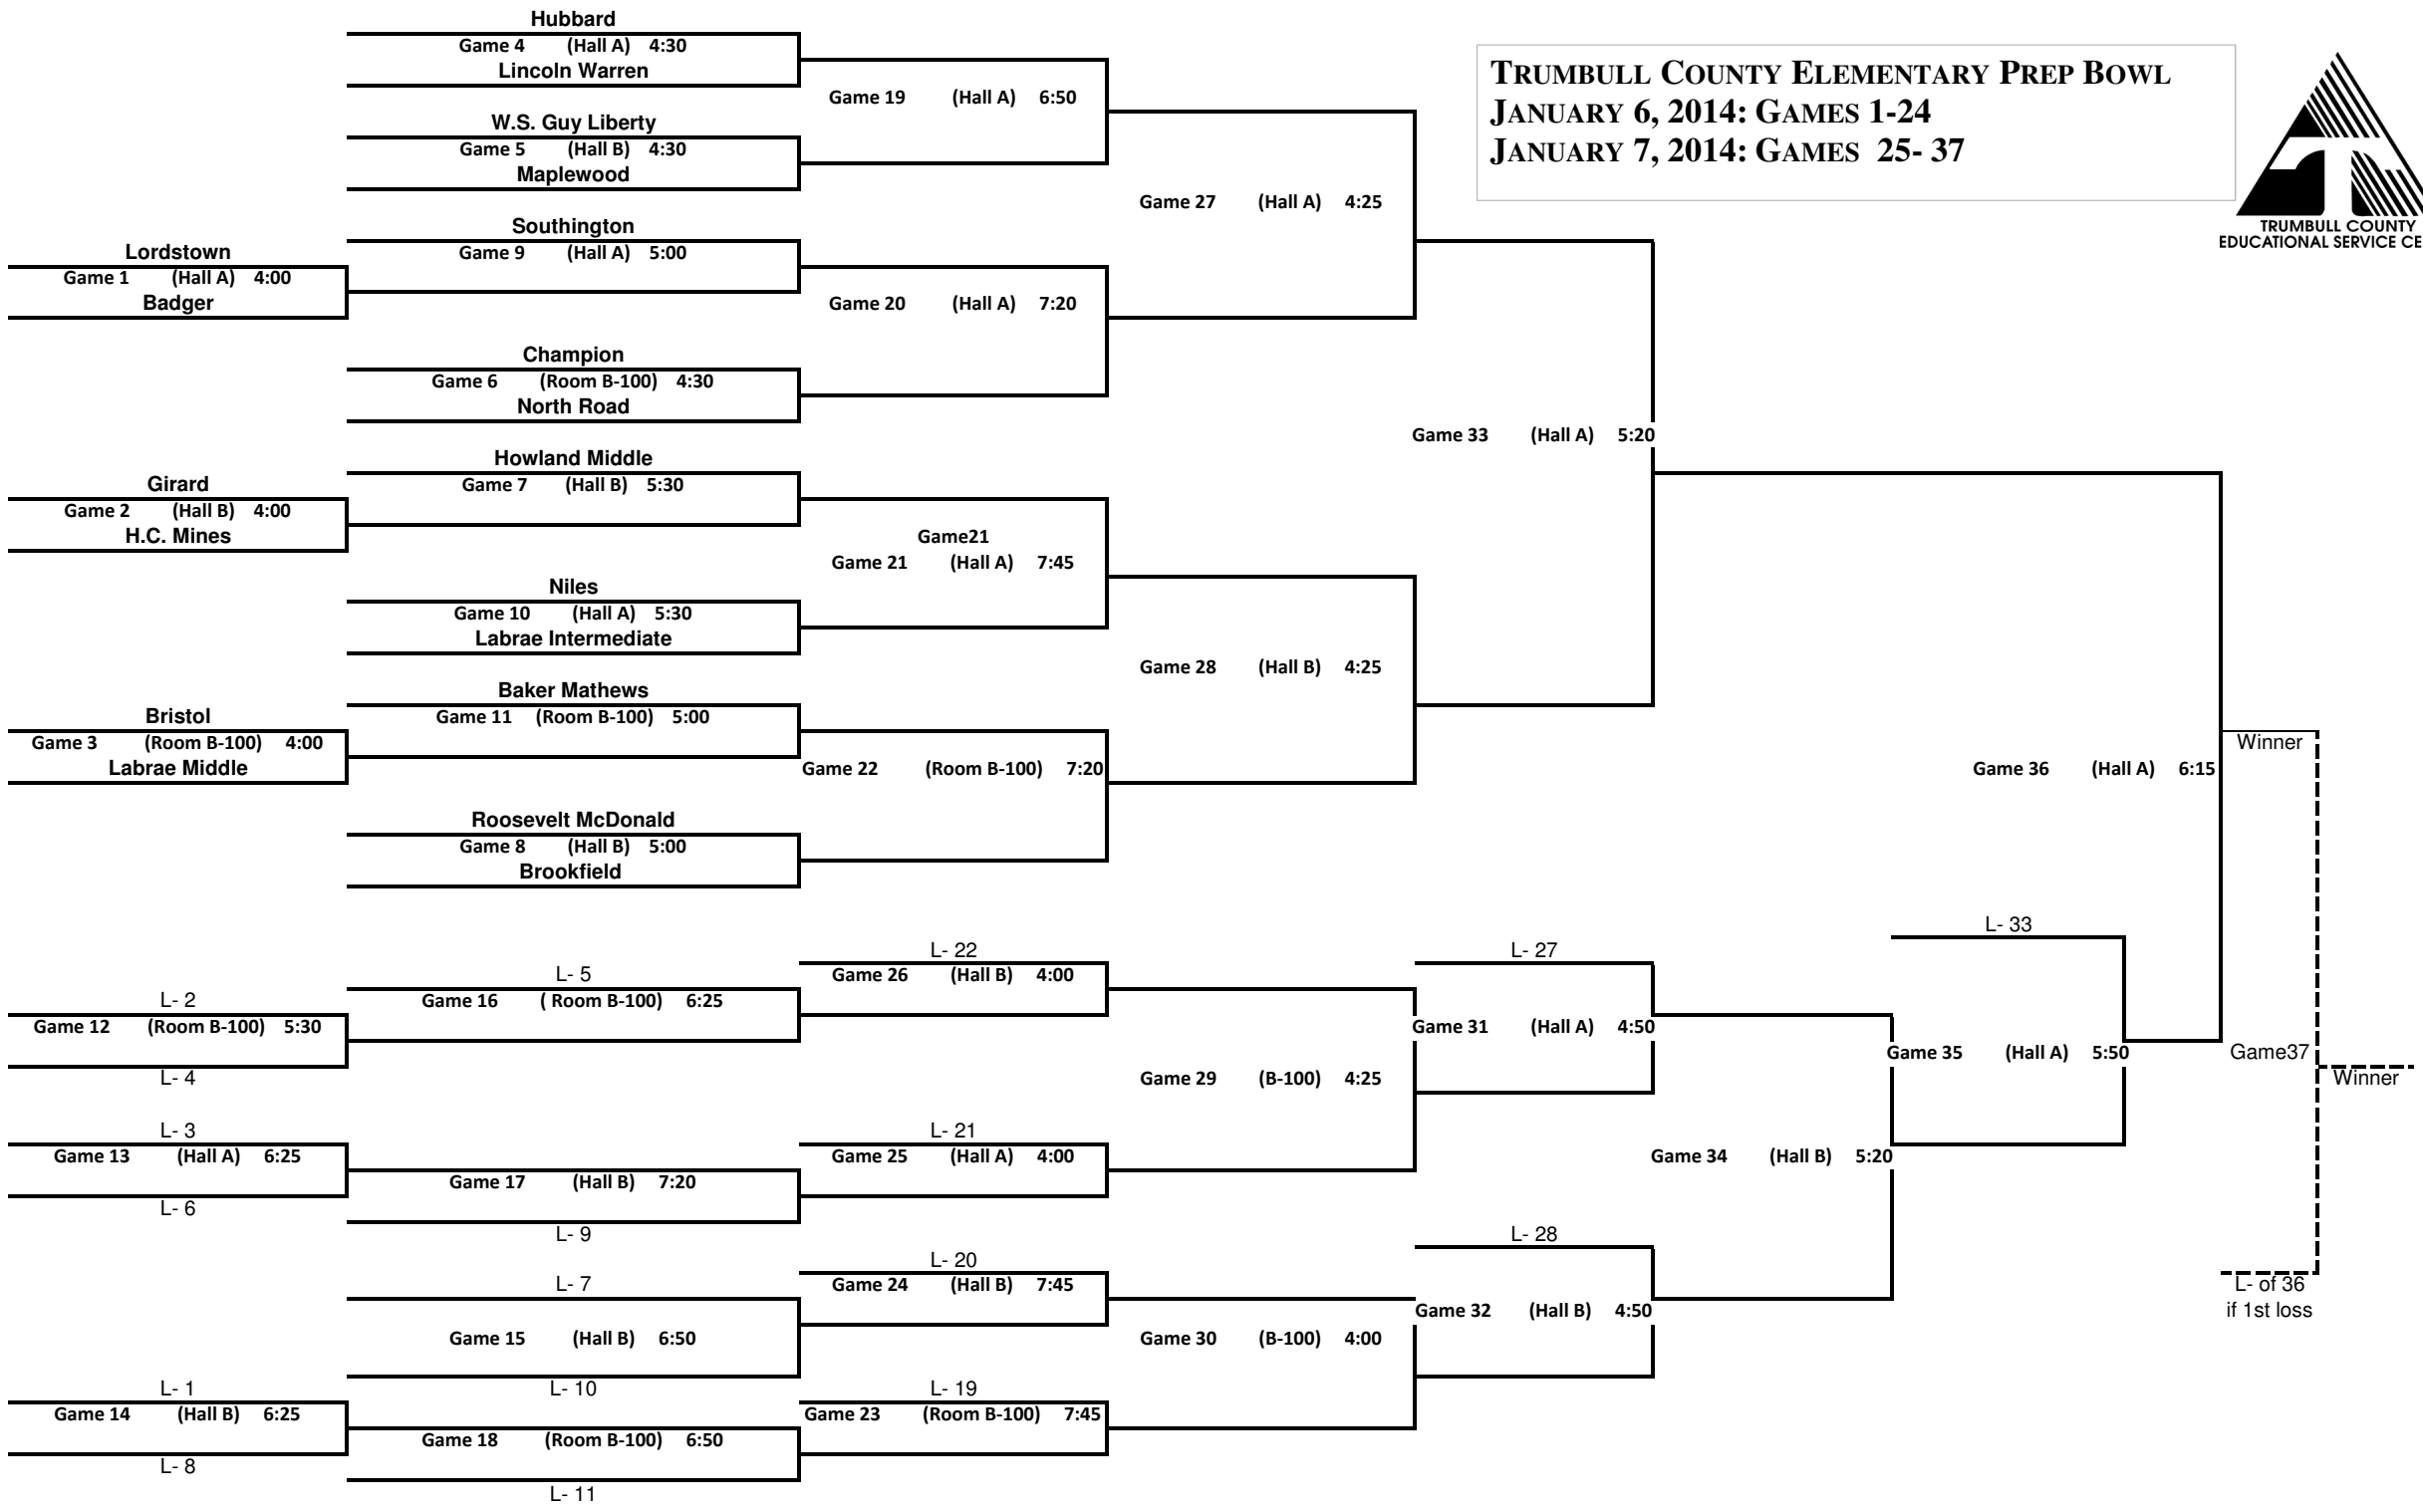 Hubbard
Game 4 (Hall A) 4:30
Lincoln Warren
Game 19 (Hall A) 6:50
W.S. Guy Liberty
Game 5 (Hall B) 4:30
Maplewood
TRUMBULL COUNTY ELEMENTARY PREP BOWL
JANUARY 6, 2014: GAMES 1-24
JANUARY 7, 2014: GAMES 25- 37
TRUMBULL COUNTY
EDUCATIONAL SERVICE CE
Game 27 (Hall A) 4:25
Southington
Game 9 (Hall A) 5:00
Lordstown
Game 1 (Hall A) 4:00
Badger
Game 20 (Hall A) 7:20
Champion
Game 6 (Room B-100) 4:30
North Road
Game 33 (Hall A) 5:20
Howland Middle
Game 7 (Hall B) 5:30
Girard
Game 2 (Hall B) 4:00
H.C. Mines
Game21
Game 21 (Hall A) 7:45
Niles
Game 10 (Hall A) 5:30
Labrae Intermediate
Game 28 (Hall B) 4:25
Baker Mathews
Game 11 (Room B-100) 5:00
Bristol
Game 3 (Room B-100) 4:00
Labrae Middle
Game 22 (Room B-100) 7:20
Winner
Game 36 (Hall A) 6:15
Roosevelt McDonald
Game 8 (Hall B) 5:00
Brookfield
L- 33
L- 22
Game 26 (Hall B) 4:00
L- 27
L- 5
Game 16 ( Room B-100) 6:25
L- 2
Game 12 (Room B-100) 5:30
L- 4
Game 31 (Hall A) 4:50
Game 35 (Hall A) 5:50
Game37
Winner
Game 29 (B-100) 4:25
L- 3
Game 13 (Hall A) 6:25
L- 6
L- 21
Game 25 (Hall A) 4:00
Game 34 (Hall B) 5:20
Game 17 (Hall B) 7:20
L- 9
L- 28
L- 20
Game 24 (Hall B) 7:45
L- 7
L- of 36
if 1st loss
Game 32 (Hall B) 4:50
Game 15 (Hall B) 6:50
L- 10
Game 30 (B-100) 4:00
L- 1
Game 14 (Hall B) 6:25
L- 8
L- 19
Game 23 (Room B-100) 7:45
Game 18 (Room B-100) 6:50
L- 11